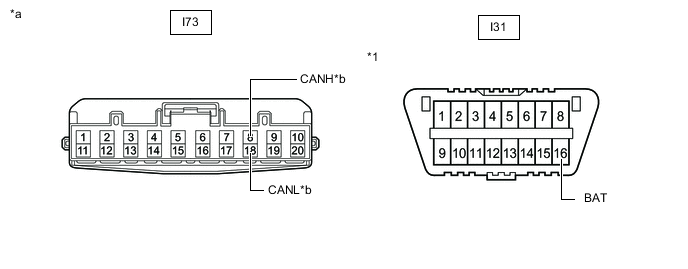 *a
I73
I31
*1
CANH*b
1 2 3 4 5 6 7 8 9 10
11 12 13 14 15 16 17 18 19 20
CANL*b
1 2 3 4 5 6 7 8
9 10 11 12 13 14 15 16
BAT